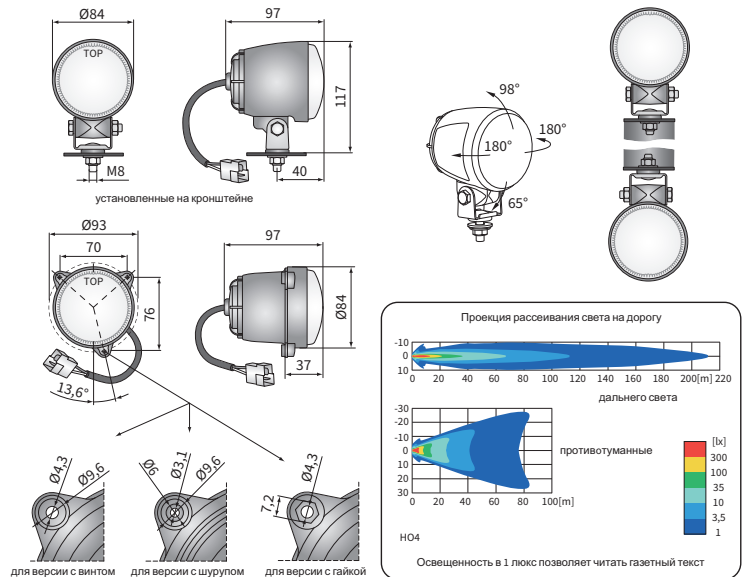 Ø84
TOP
M8
97
117
40
установленные на кронштейне
98°
180°
180°
65°
Ø93
70
TOP
76
13,6°
97
Ø84
37
Ø4,3
Ø9,6
для версии с винтом
Ø6
Ø3,1
Ø9,6
для версии с шурупом
Ø4,3
7,2
для версии с гайкой
Проекция рассеивания света на дорогу
-10
0
10
0 20 40 60 80 100 120 140 160 180 200[m] 220
дальнего света
-30
-20
-10
0
10
20
30
0 20 40 60 80 100[m]
противотуманные
[lx]
300
100
35
10
3,5
1
HO4
Освещенность в 1 люкс позволяет читать газетный текст